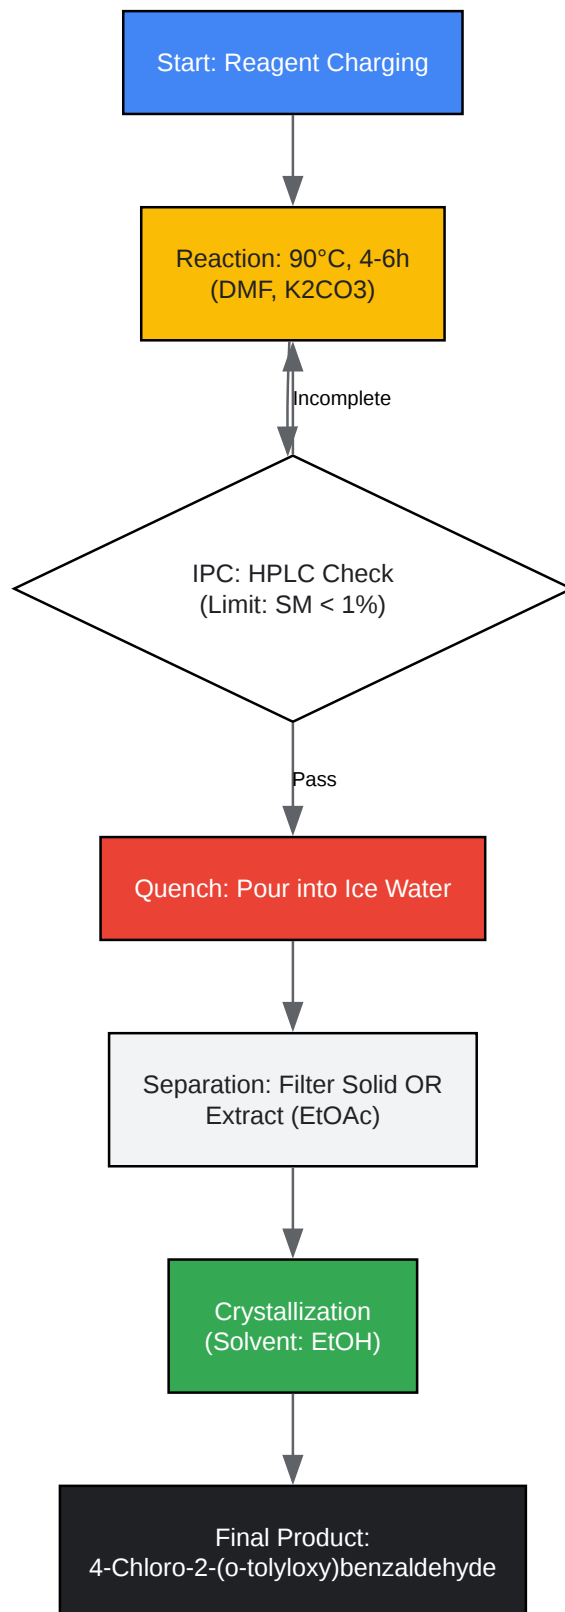 Start: Reagent Charging
Reaction: 90°C, 4-6h
(DMF, K2CO3)
Incomplete
IPC: HPLC Check
(Limit: SM < 1%)
Pass
Quench: Pour into Ice Water
Separation: Filter Solid OR
Extract (EtOAc)
Crystallization
(Solvent: EtOH)
Final Product:
4-Chloro-2-(o-tolyloxy)benzaldehyde